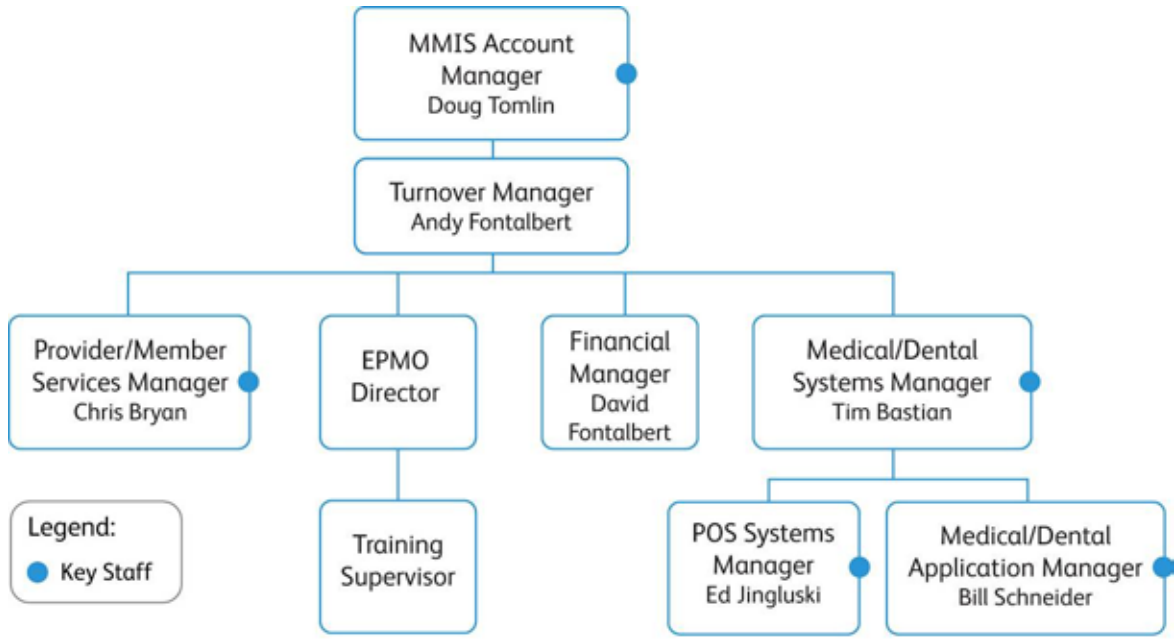 MMIS Account
Manager
Doug Tomlin
Turnover Manager
Andy Fontalbert
Provider/Member
Services Manager
Chris Bryan
EPMO
Director
Financial
Manager
David
Fontalbert
Medical/Dental
Systems Manager
Tim Bastian
Legend:
Key Staff
Training
Supervisor
POS Systems
Manager
Ed Jingluski
Medical/Dental
Application Manager
Bill Schneider